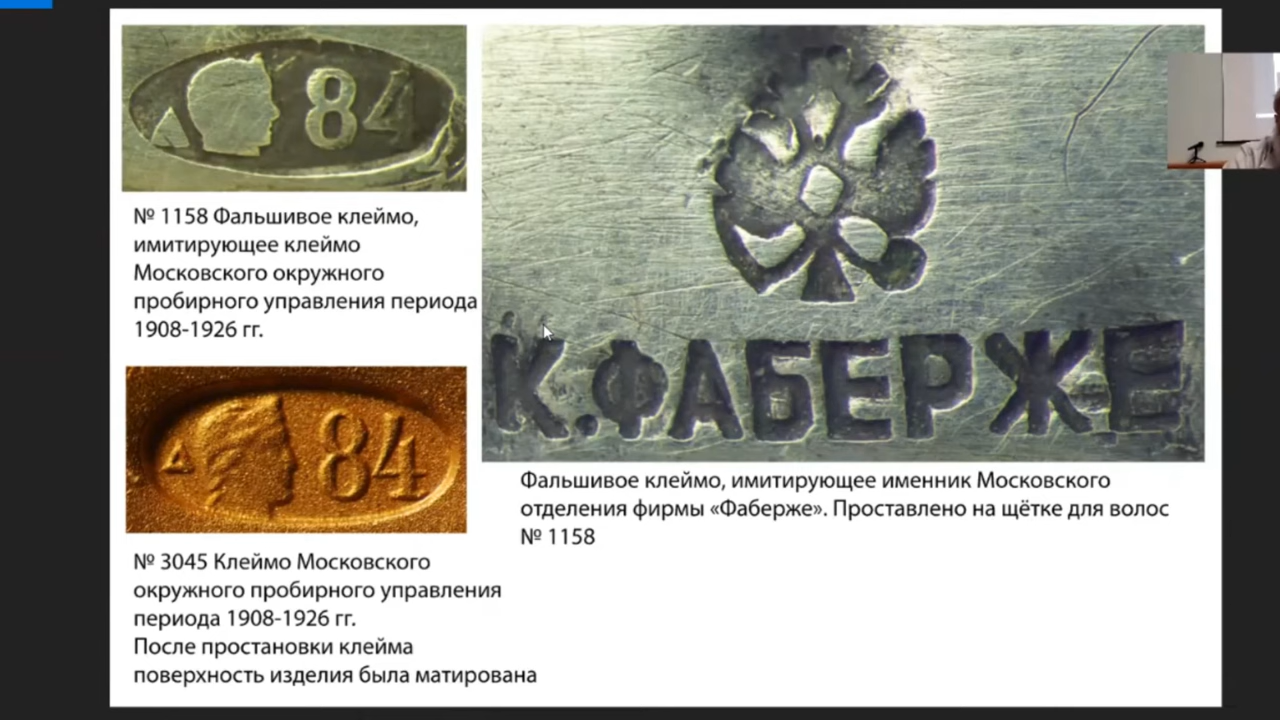 84
№ 1158 Фальшивое клеймо,
имитирующее клеймо
Московского окружного
пробирного управления периода
1908-1926 гг.
Δ 84
№ 3045 Клеймо Московского
окружного пробирного управления
периода 1908-1926 гг.
После простановки клейма
поверхность изделия была матирована
К.ФАБЕРЖЕ
Фальшивое клеймо, имитирующее именник Московского
отделения фирмы «Фаберже». Проставлено на щётке для волос
№ 1158